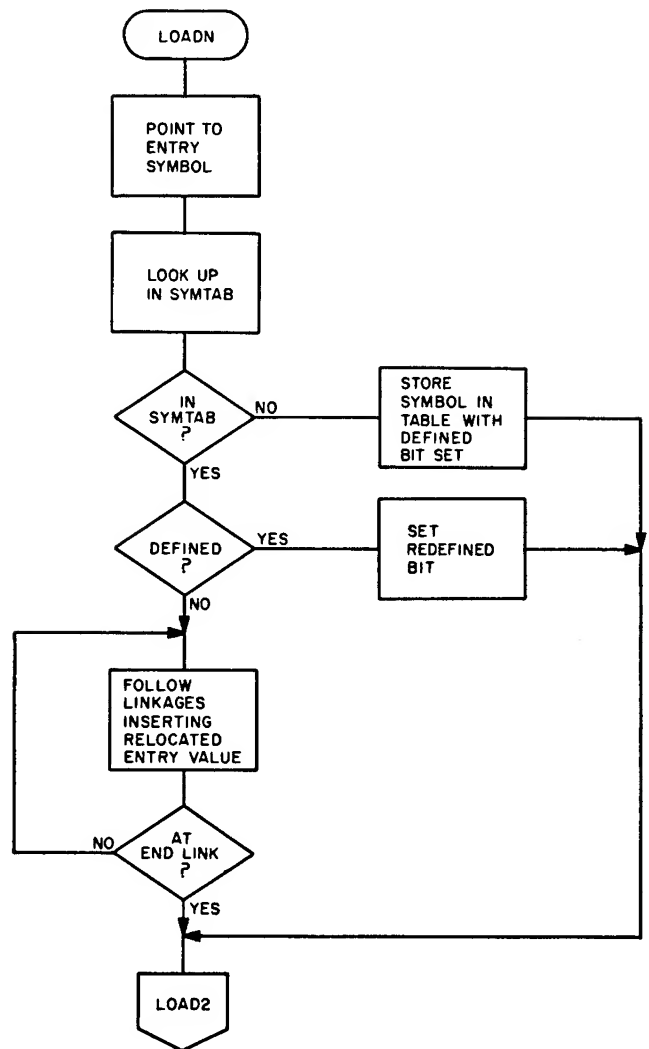 LOADN
POINT TO
ENTRY
SYMBOL
LOOK UP
IN SYMTAB
IN
SYMTAB
?
NO
STORE
SYMBOL IN
TABLE WITH
DEFINED
BIT SET
YES
DEFINED
?
YES
SET
REDEFINED
BIT
NO
FOLLOW
LINKAGES
INSERTING
RELOCATED
ENTRY VALUE
NO
AT
END LINK
?
YES
LOAD2